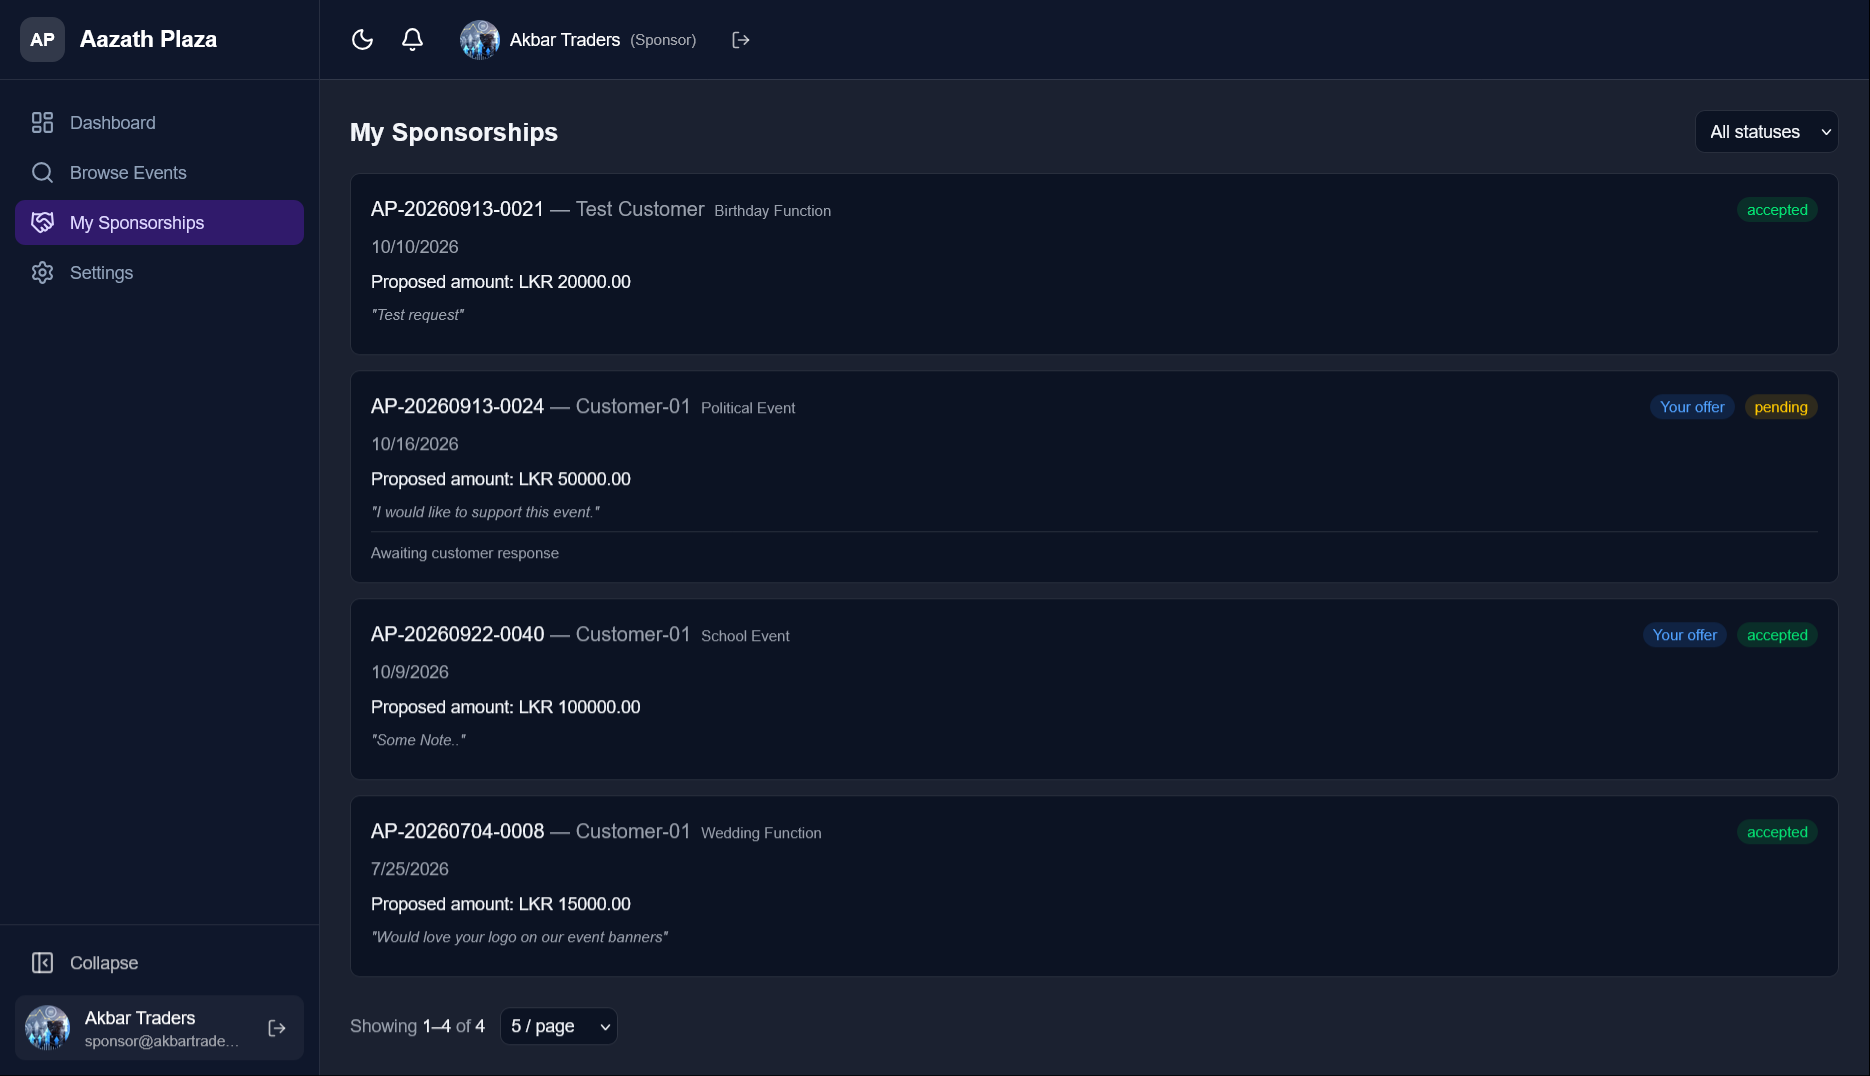 AP Aazath Plaza
Akbar Traders (Sponsor)
Dashboard
Browse Events
My Sponsorships
Settings
My Sponsorships
All statuses
AP-20260913-0021 — Test Customer Birthday Function accepted
10/10/2026
Proposed amount: LKR 20000.00
"Test request"
AP-20260913-0024 — Customer-01 Political Event Your offer pending
10/16/2026
Proposed amount: LKR 50000.00
"I would like to support this event."
Awaiting customer response
AP-20260922-0040 — Customer-01 School Event Your offer accepted
10/9/2026
Proposed amount: LKR 100000.00
"Some Note.."
AP-20260704-0008 — Customer-01 Wedding Function accepted
7/25/2026
Proposed amount: LKR 15000.00
"Would love your logo on our event banners"
Showing 1–4 of 4 5 / page
Collapse
Akbar Traders
sponsor@akbartrade...